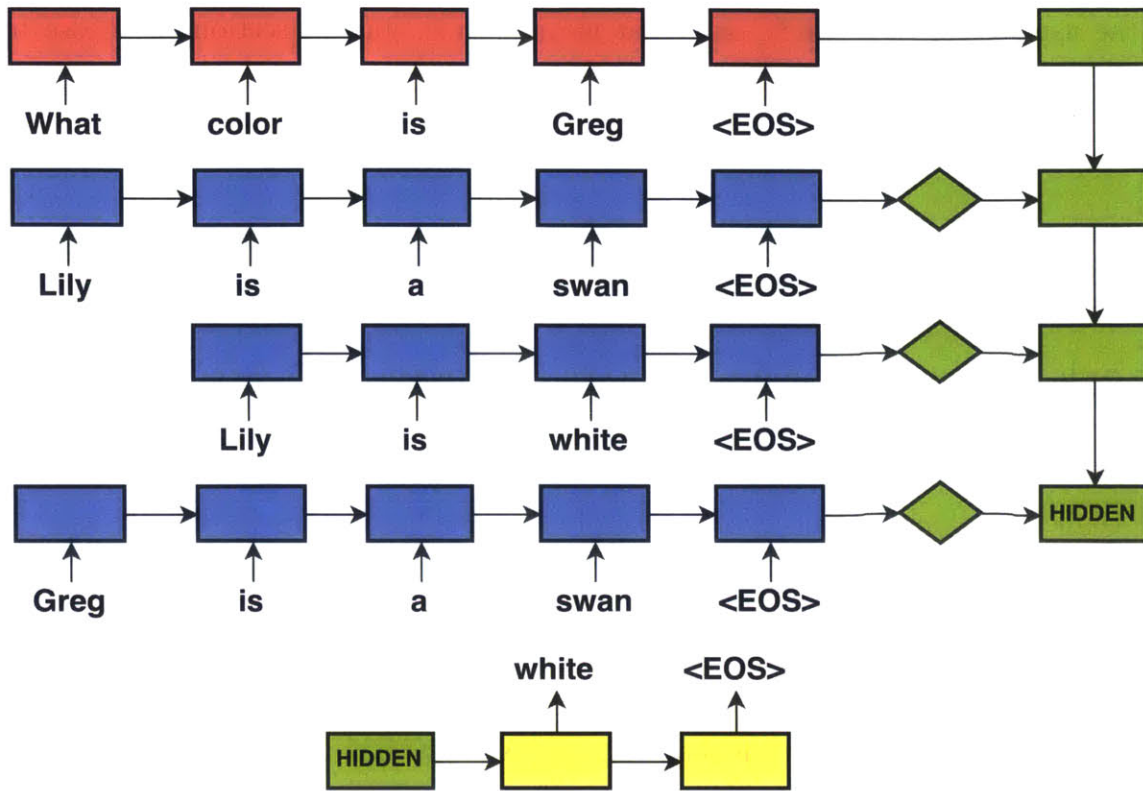 What color is Greg <EOS>
Lily is a swan <EOS>
Lily is white <EOS>
HIDDEN
Greg is a swan <EOS>
white <EOS>
HIDDEN